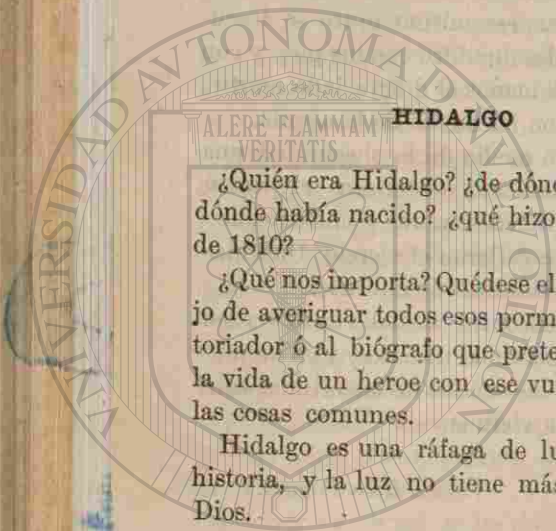 HIDALGO
¿Quién era Hidalgo? ¿de dónd
dónde había nacido? ¿qué hizo
de 1810?
¿Qué nos importa? Quédese el
jo de averiguar todos esos porm
toriador ó al biógrafo que prete
la vida de un heroe con ese vu
las cosas comunes.
Hidalgo es una ráfaga de lu
historia, y la luz no tiene más
Dios.
ALERE FLAMMAM
VERITATIS